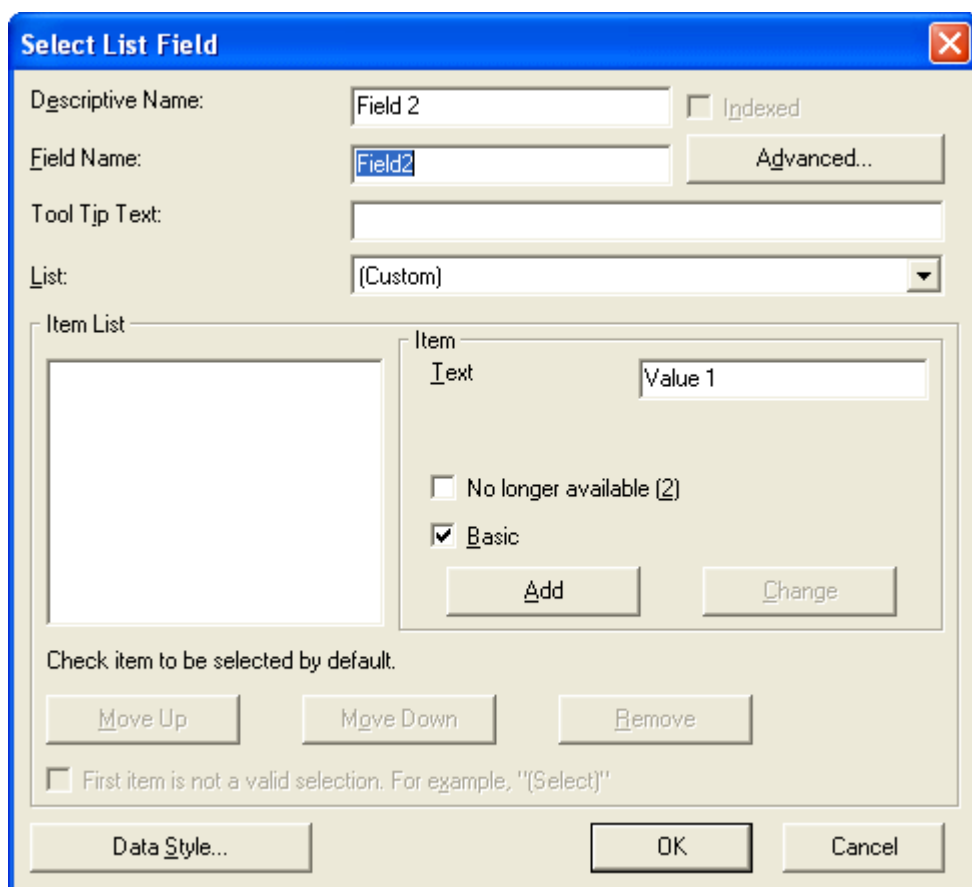 Select List Field
Descriptive Name: Field 2 Indexed
Field Name: Field2 Advanced...
Tool Tip Text:
List: (Custom)
Item List
Item
Text Value 1
No longer available (2)
Basic
Add Change
Check item to be selected by default.
Move Up Move Down Remove
First item is not a valid selection. For example, "(Select)"
Data Style... OK Cancel